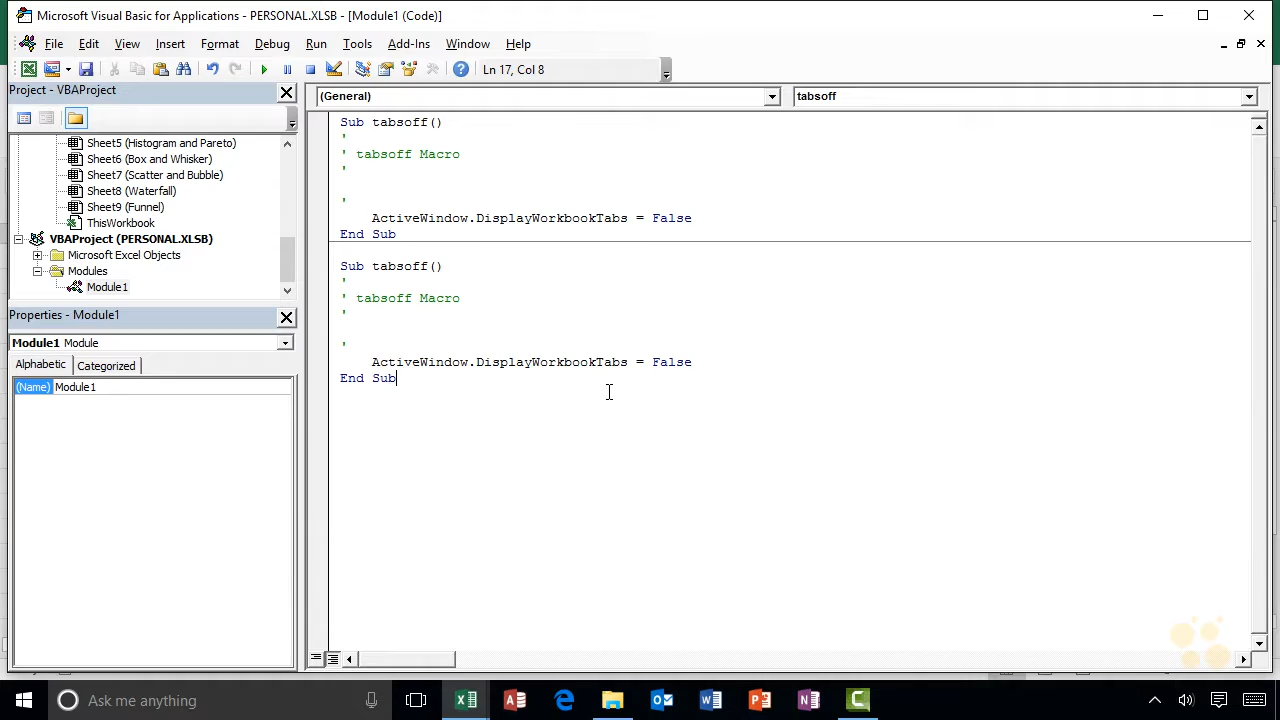 Microsoft Visual Basic for Applications - PERSONAL.XLSB - [Module1 (Code)]
File Edit View Insert Format Debug Run Tools Add-Ins Window Help
Ln 17, Col 8
Project - VBAProject
Sheet5 (Histogram and Pareto)
Sheet6 (Box and Whisker)
Sheet7 (Scatter and Bubble)
Sheet8 (Waterfall)
Sheet9 (Funnel)
ThisWorkbook
VBAProject (PERSONAL.XLSB)
Microsoft Excel Objects
Modules
Module1
Properties - Module1
Module1 Module
Alphabetic Categorized
(Name) Module1
(General) tabsoff
Sub tabsoff()
'
' tabsoff Macro
'
'
ActiveWindow.DisplayWorkbookTabs = False
End Sub
Sub tabsoff()
'
' tabsoff Macro
'
'
ActiveWindow.DisplayWorkbookTabs = False
End Sub
Ask me anything